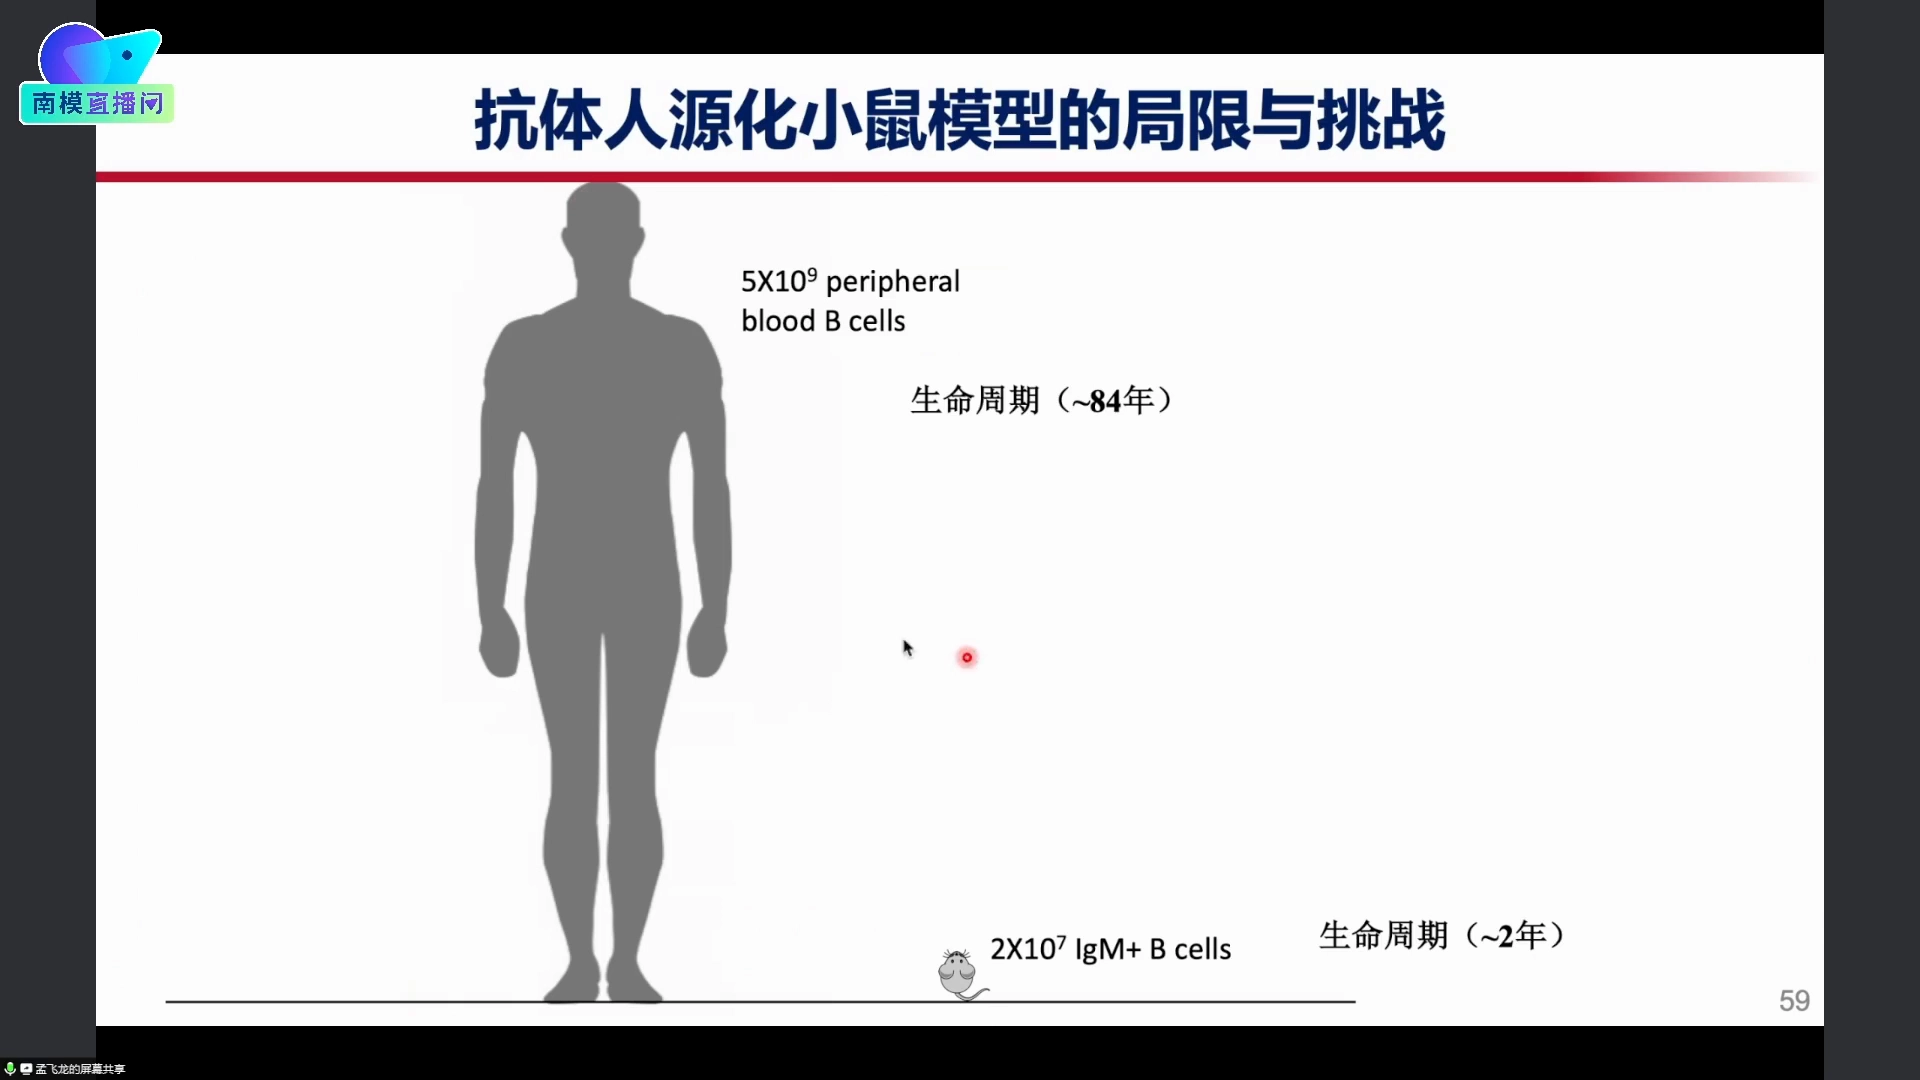 南模直播间
抗体人源化小鼠模型的局限与挑战
5X10⁹ peripheral
blood B cells
生命周期（~84年）
2X10⁷ IgM+ B cells
生命周期（~2年）
59
孟飞龙的屏幕共享